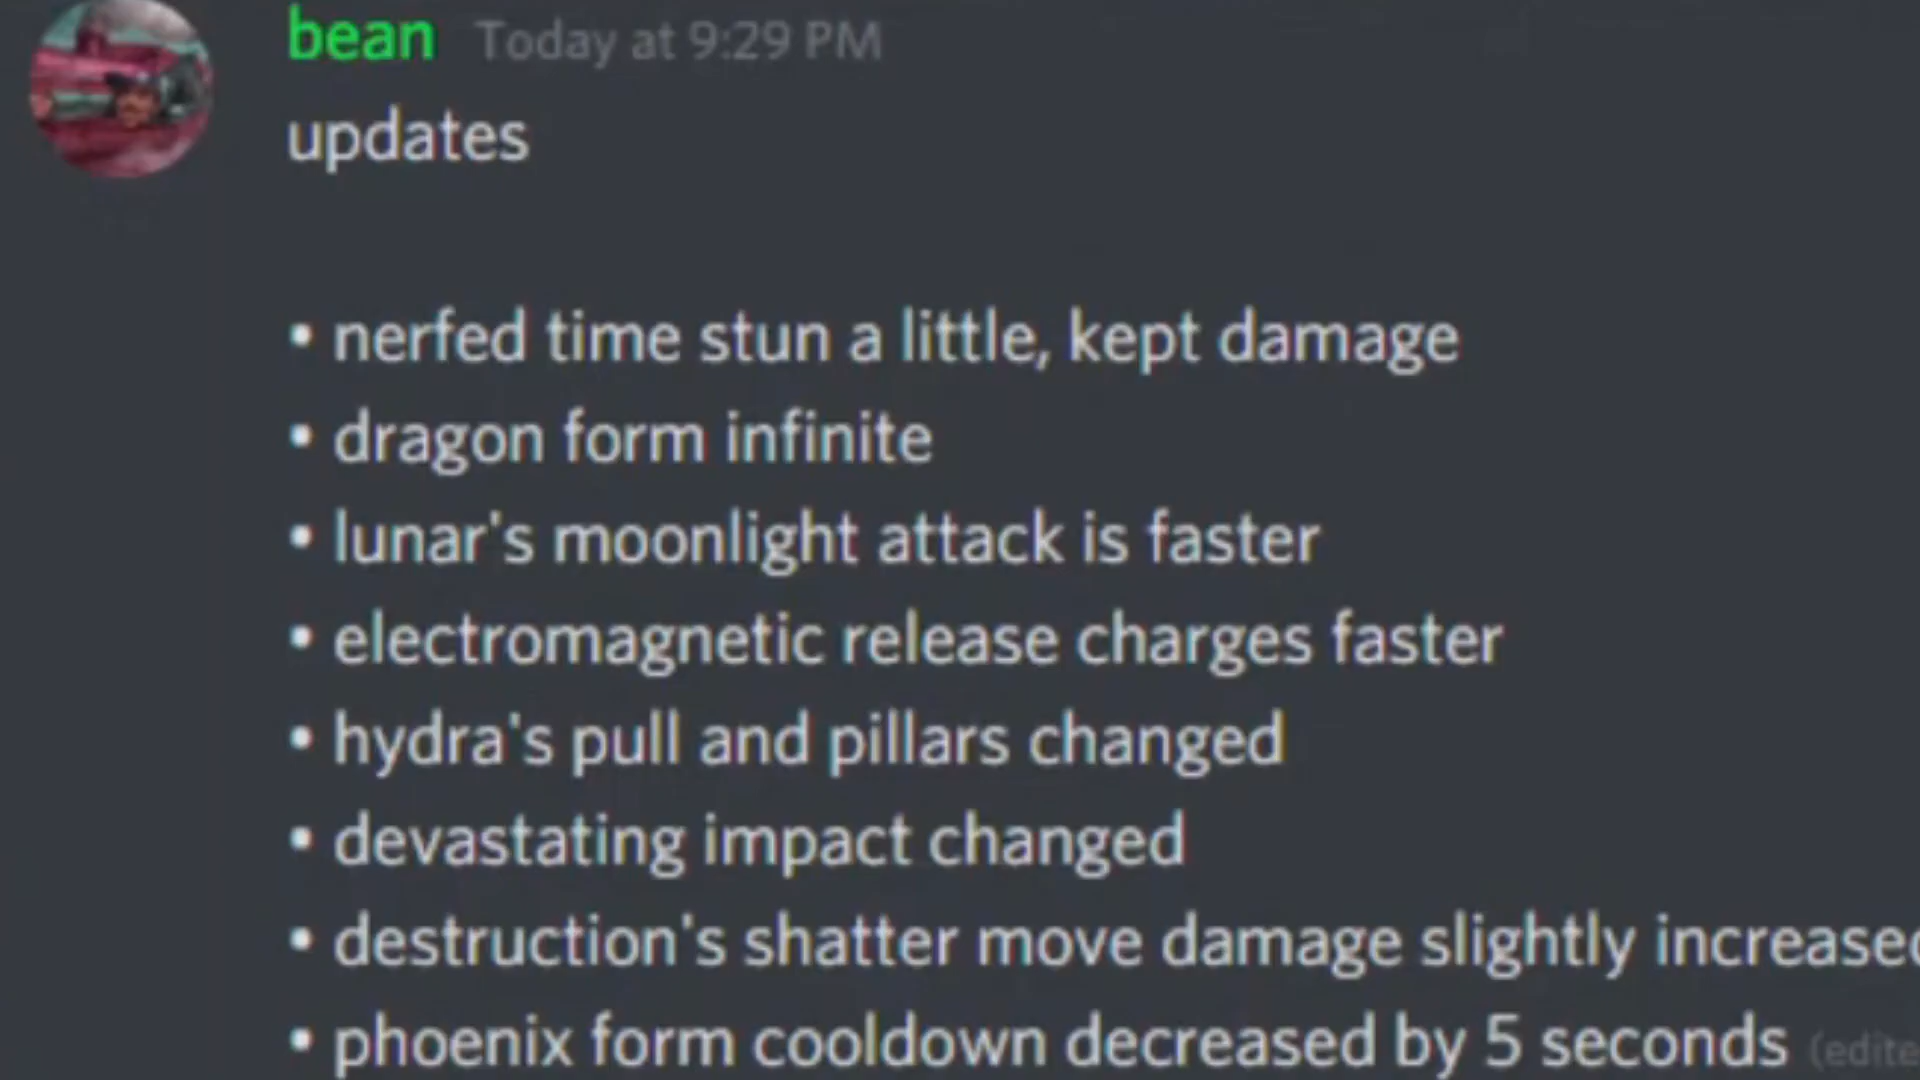 bean Today at 9:29 PM
updates
• nerfed time stun a little, kept damage
• dragon form infinite
• lunar's moonlight attack is faster
• electromagnetic release charges faster
• hydra's pull and pillars changed
• devastating impact changed
• destruction's shatter move damage slightly increased
• phoenix form cooldown decreased by 5 seconds (edite